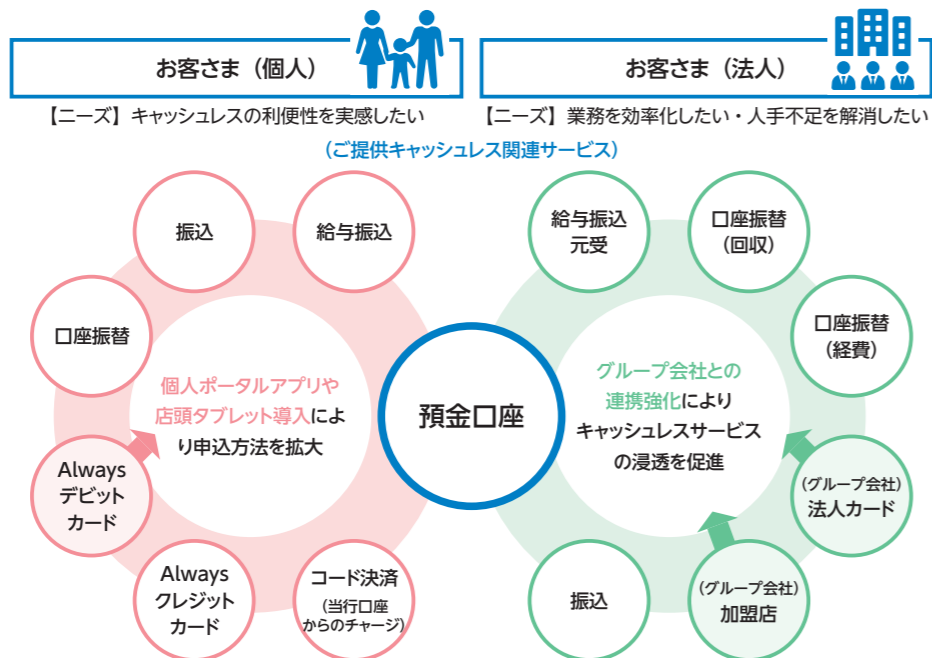 お客さま（個人）
【ニーズ】キャッシュレスの利便性を実感したい
お客さま（法人）
【ニーズ】業務を効率化したい・人手不足を解消したい
（ご提供キャッシュレス関連サービス）
振込
給与振込
口座振替
個人ポータルアプリや
店頭タブレット導入によ
り申込方法を拡大
Always
デビット
カード
Always
クレジット
カード
コード決済
（当行口座
からのチャージ）
預金口座
給与振込
元受
口座振替
（回収）
口座振替
（経費）
グループ会社との
連携強化により
キャッシュレスサービス
の浸透を促進
（グループ会社）
法人カード
（グループ会社）
加盟店
振込